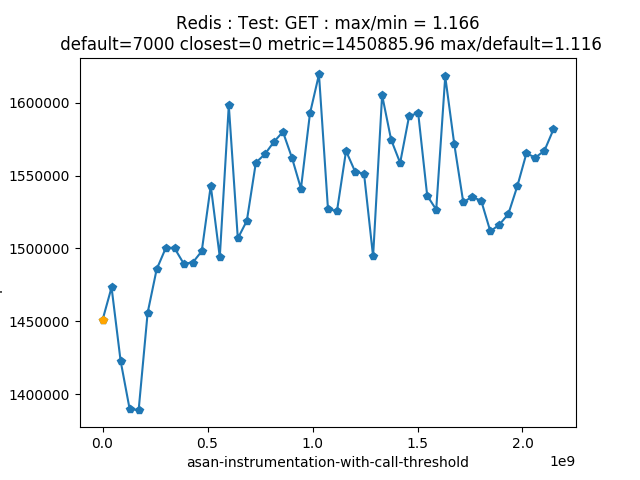 Redis : Test: GET : max/min = 1.166
default=7000 closest=0 metric=1450885.96 max/default=1.116
1600000
1550000
1500000
1450000
1400000
0.0 0.5 1.0 1.5 2.0
asan-instrumentation-with-call-threshold 1e9